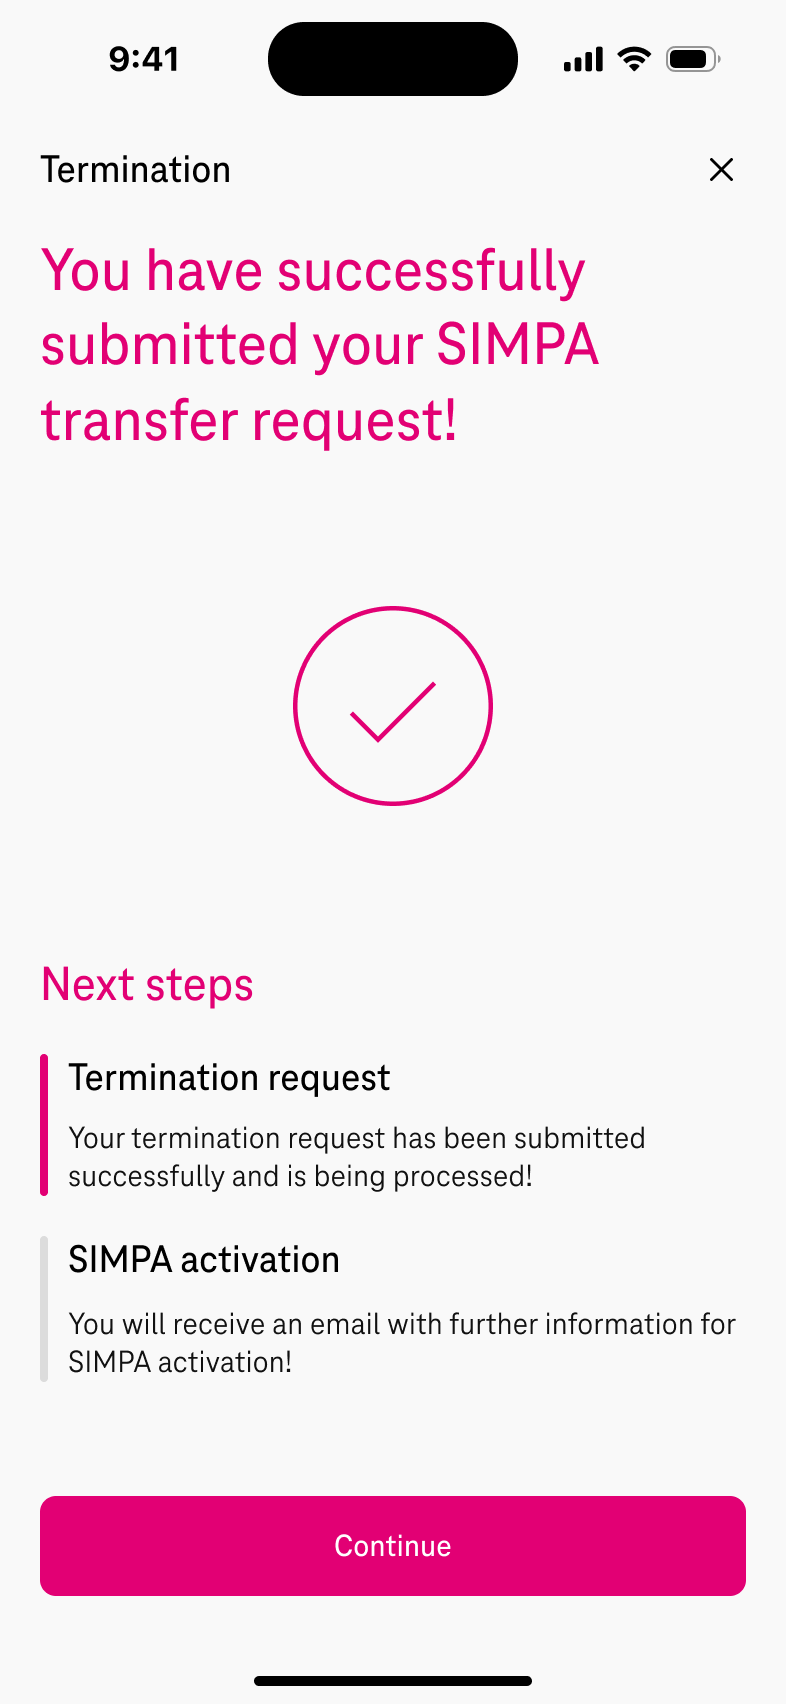 9:41
Termination
You have successfully
submitted your SIMPA
transfer request!
Next steps
Termination request
Your termination request has been submitted
successfully and is being processed!
SIMPA activation
You will receive an email with further information for
SIMPA activation!
Continue